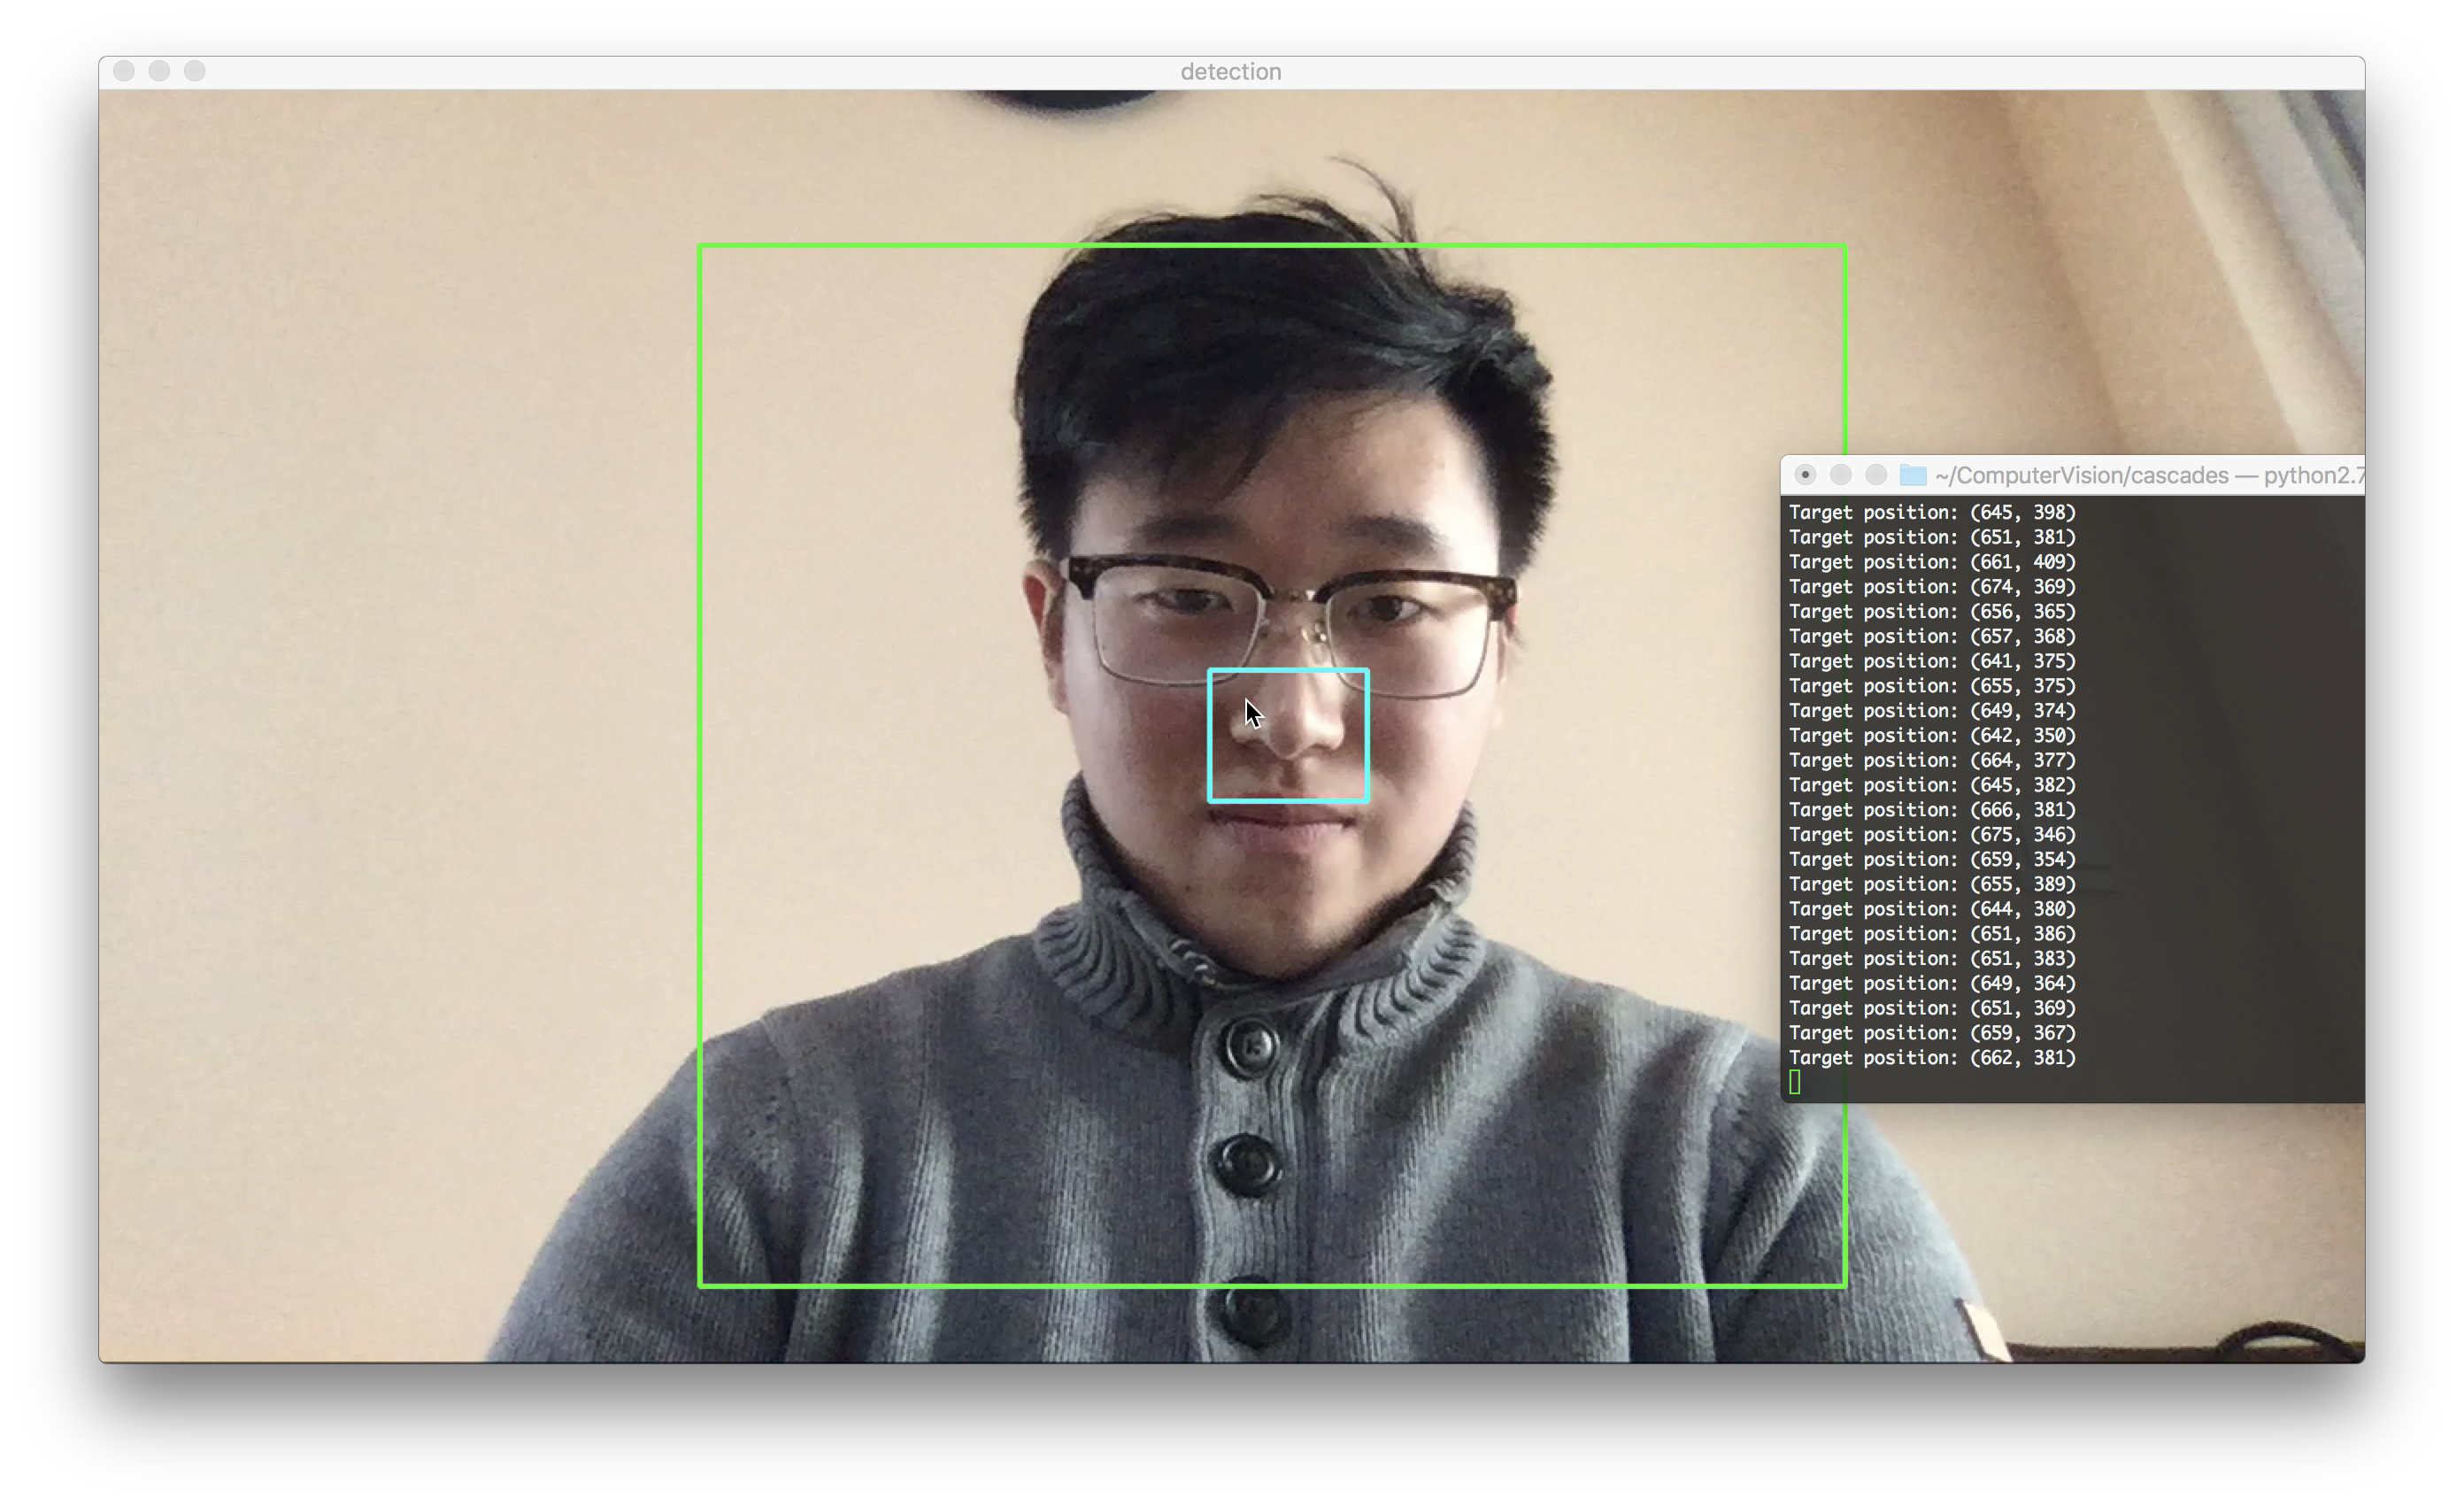 detection
~/ComputerVision/cascades — python2.7
Target position: (645, 398)
Target position: (651, 381)
Target position: (661, 409)
Target position: (674, 369)
Target position: (656, 365)
Target position: (657, 368)
Target position: (641, 375)
Target position: (655, 375)
Target position: (649, 374)
Target position: (642, 350)
Target position: (664, 377)
Target position: (645, 382)
Target position: (666, 381)
Target position: (675, 346)
Target position: (659, 354)
Target position: (655, 389)
Target position: (644, 380)
Target position: (651, 386)
Target position: (651, 383)
Target position: (649, 364)
Target position: (651, 369)
Target position: (659, 367)
Target position: (662, 381)